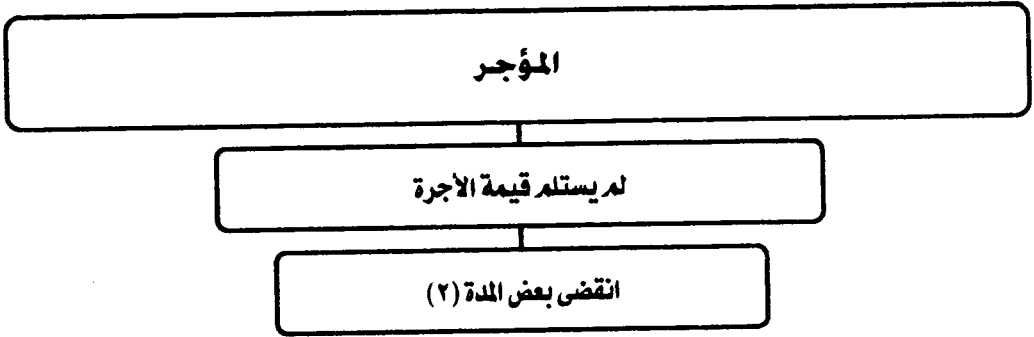 المؤجر
لم يستلم قيمة الأجرة
انقضى بعض المدة (٢)